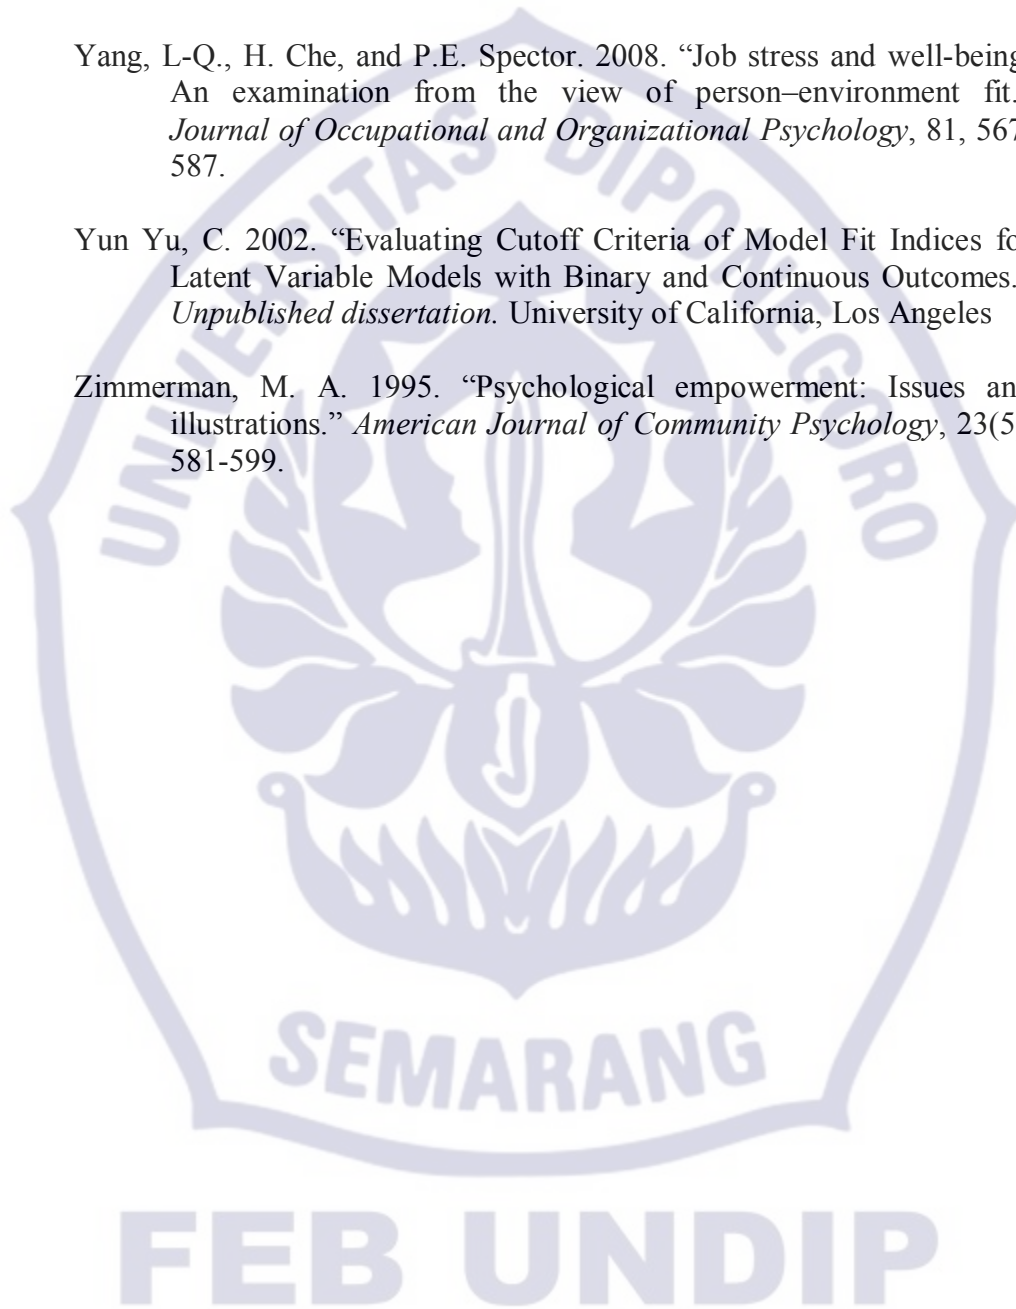 Yang, L-Q., H. Che, and P.E. Spector. 2008. “Job stress and well-being
An examination from the view of person–environment fit.
Journal of Occupational and Organizational Psychology, 81, 567
587.
Yun Yu, C. 2002. “Evaluating Cutoff Criteria of Model Fit Indices fo
Latent Variable Models with Binary and Continuous Outcomes.
Unpublished dissertation. University of California, Los Angeles
Zimmerman, M. A. 1995. “Psychological empowerment: Issues an
illustrations.” American Journal of Community Psychology, 23(5
581-599.
UNIVERSITAS DIPONEGORO
SEMARANG
FEB UNDIP